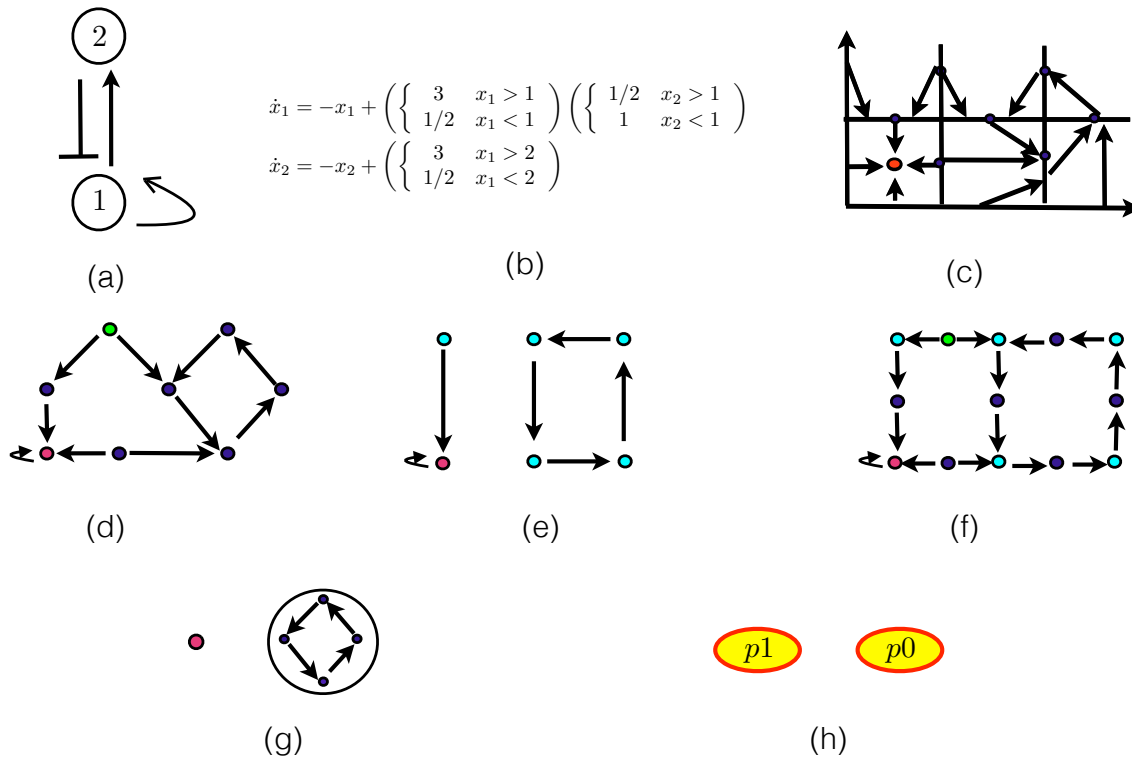 2
1
(a)
ẋ₁ = −x₁ + ( { 3 x₁ > 1
1/2 x₁ < 1 ) ( { 1/2 x₂ > 1
1 x₂ < 1 )
ẋ₂ = −x₂ + ( { 3 x₁ > 2
1/2 x₁ < 2 )
(b)
(c)
(d)
(e)
(f)
(g)
p1
p0
(h)